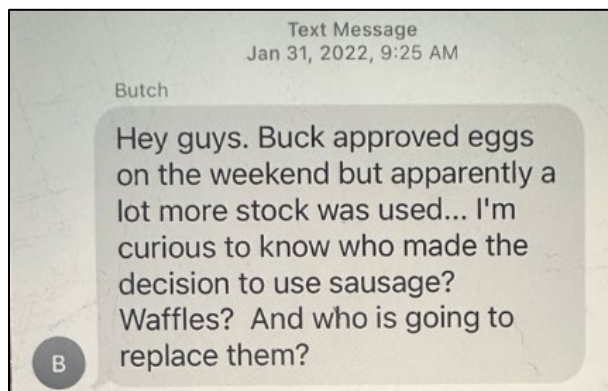 Text Message
Jan 31, 2022, 9:25 AM
Butch
Hey guys. Buck approved eggs
on the weekend but apparently a
lot more stock was used... I'm
curious to know who made the
decision to use sausage?
Waffles?  And who is going to
replace them?
B